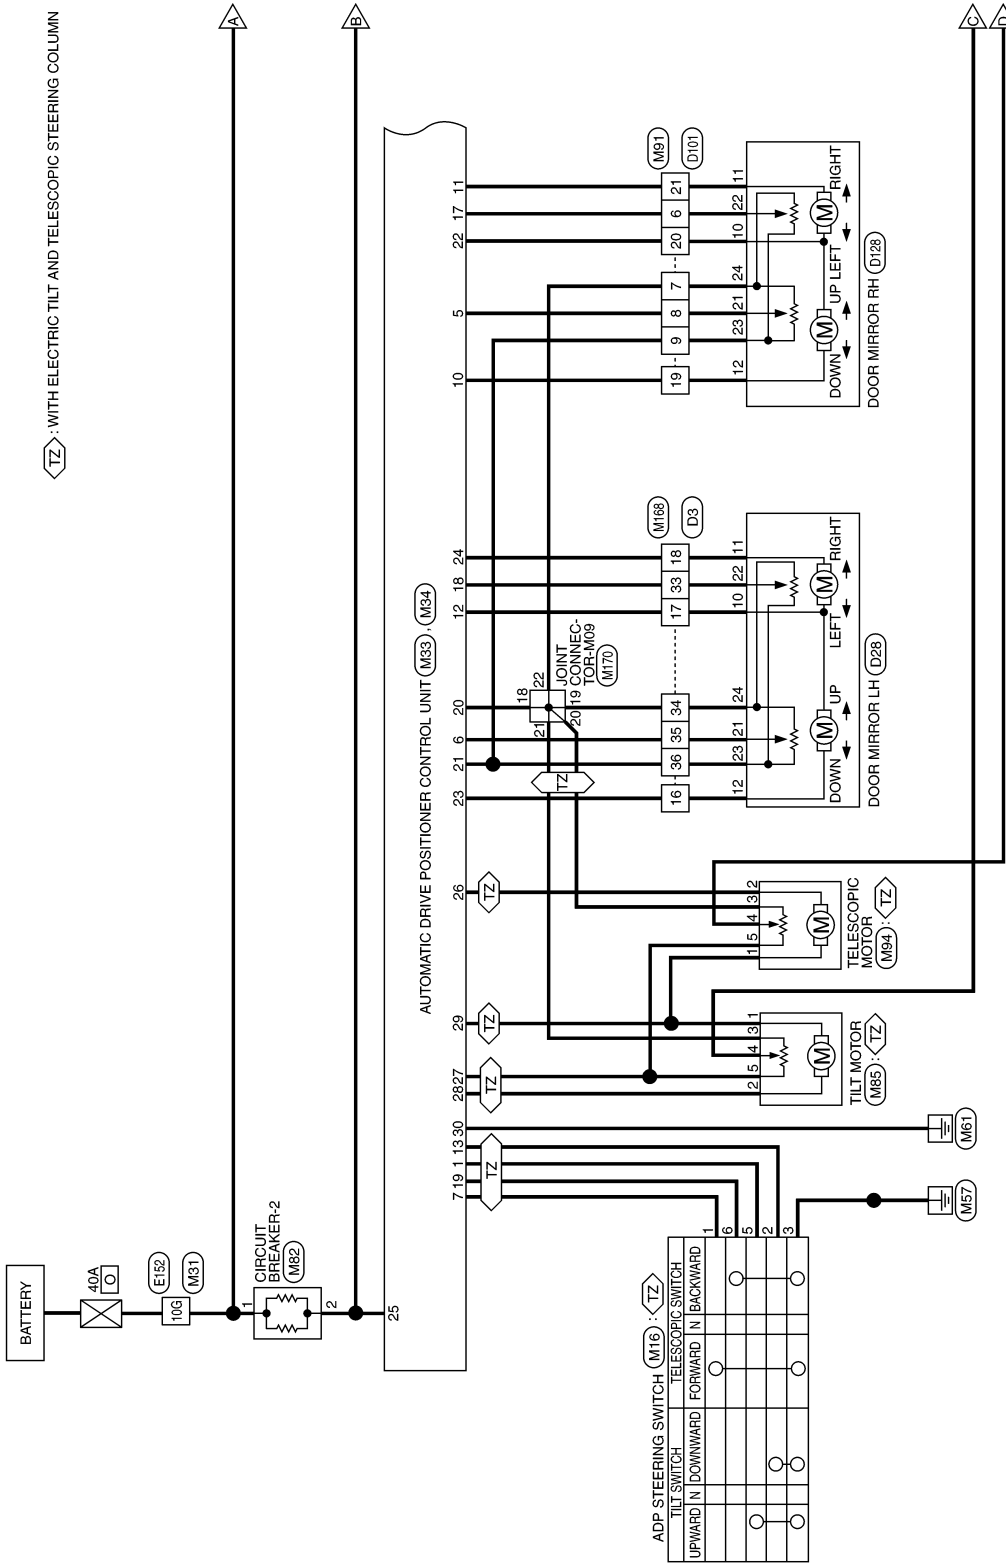 TZ : WITH ELECTRIC TILT AND TELESCOPIC STEERING COLUMN
A
B
C
D
BATTERY
40A
O
10G
E152
M31
CIRCUIT
BREAKER-2
M82
1
2
25
AUTOMATIC DRIVE POSITIONER CONTROL UNIT M33 , M34
7 19 1 13 30 28 27 29 26 23 21 6 20 12 18 24 10 5 22 17 11
TZ
TZ
TZ
TZ
TZ
18
22
21
20 19
JOINT
CONNEC-
TOR-M09
M170
M168
D3
16 36 35 34 17 33 18
12 23 21 24 10 22 11
M
M
DOWN UP LEFT RIGHT
DOOR MIRROR LH D28
M91
D101
19 9 8 7 20 6 21
12 23 21 24 10 22 11
M
M
DOWN UP LEFT RIGHT
DOOR MIRROR RH D128
1 5 4 3 2
M
TELESCOPIC
MOTOR
M94 : TZ
2 5 4 3 1
M
TILT MOTOR
M85 : TZ
M61
M57
ADP STEERING SWITCH M16 : TZ
TILT SWITCH TELESCOPIC SWITCH
UPWARD N DOWNWARD FORWARD N BACKWARD
1
6
5
2
3